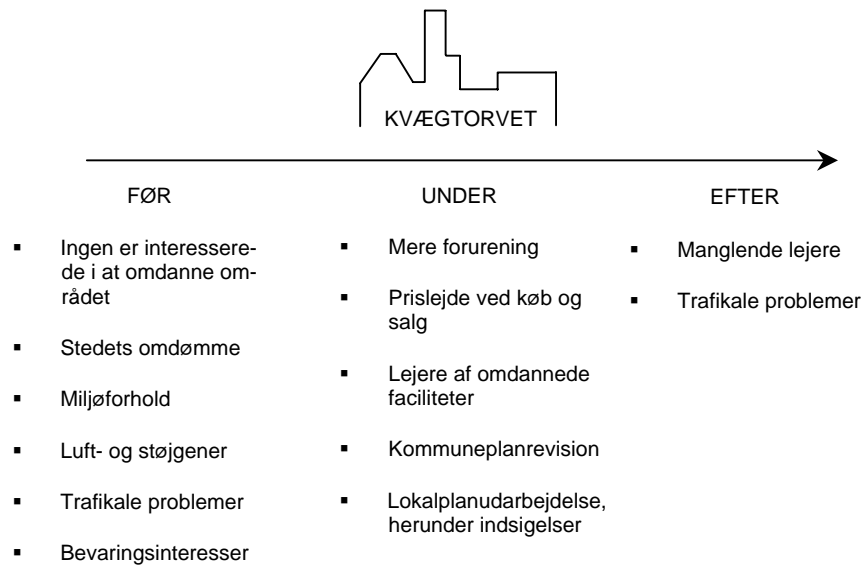 KVÆGTORVET
FØR
▪ Ingen er interessere-
de i at omdanne om-
rådet
▪ Stedets omdømme
▪ Miljøforhold
▪ Luft- og støjgener
▪ Trafikale problemer
▪ Bevaringsinteresser
UNDER
▪ Mere forurening
▪ Prislejde ved køb og
salg
▪ Lejere af omdannede
faciliteter
▪ Kommuneplanrevision
▪ Lokalplanudarbejdelse,
herunder indsigelser
EFTER
▪ Manglende lejere
▪ Trafikale problemer